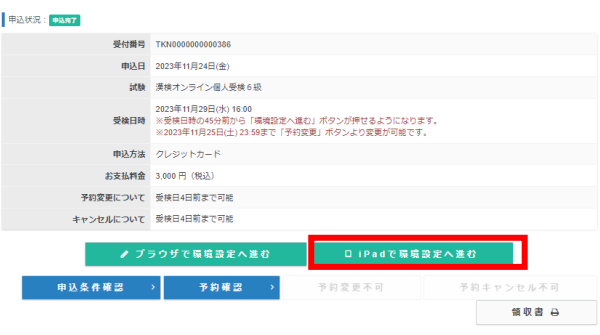 申込状況： 申込完了
受付番号 TKN0000000000386
申込日 2023年11月24日(金)
試験 漢検オンライン個人受検６級
受検日時 2023年11月29日(水) 16:00
※受検日時の45分前から「環境設定へ進む」ボタンが押せるようになります。
※2023年11月25日(土) 23:59まで「予約変更」ボタンより変更が可能です。
申込方法 クレジットカード
お支払料金 3,000 円（税込）
予約変更について 受検日4日前まで可能
キャンセルについて 受検日4日前まで可能
ブラウザで環境設定へ進む iPadで環境設定へ進む
申込条件確認 予約確認 予約変更不可 予約キャンセル不可
領収書